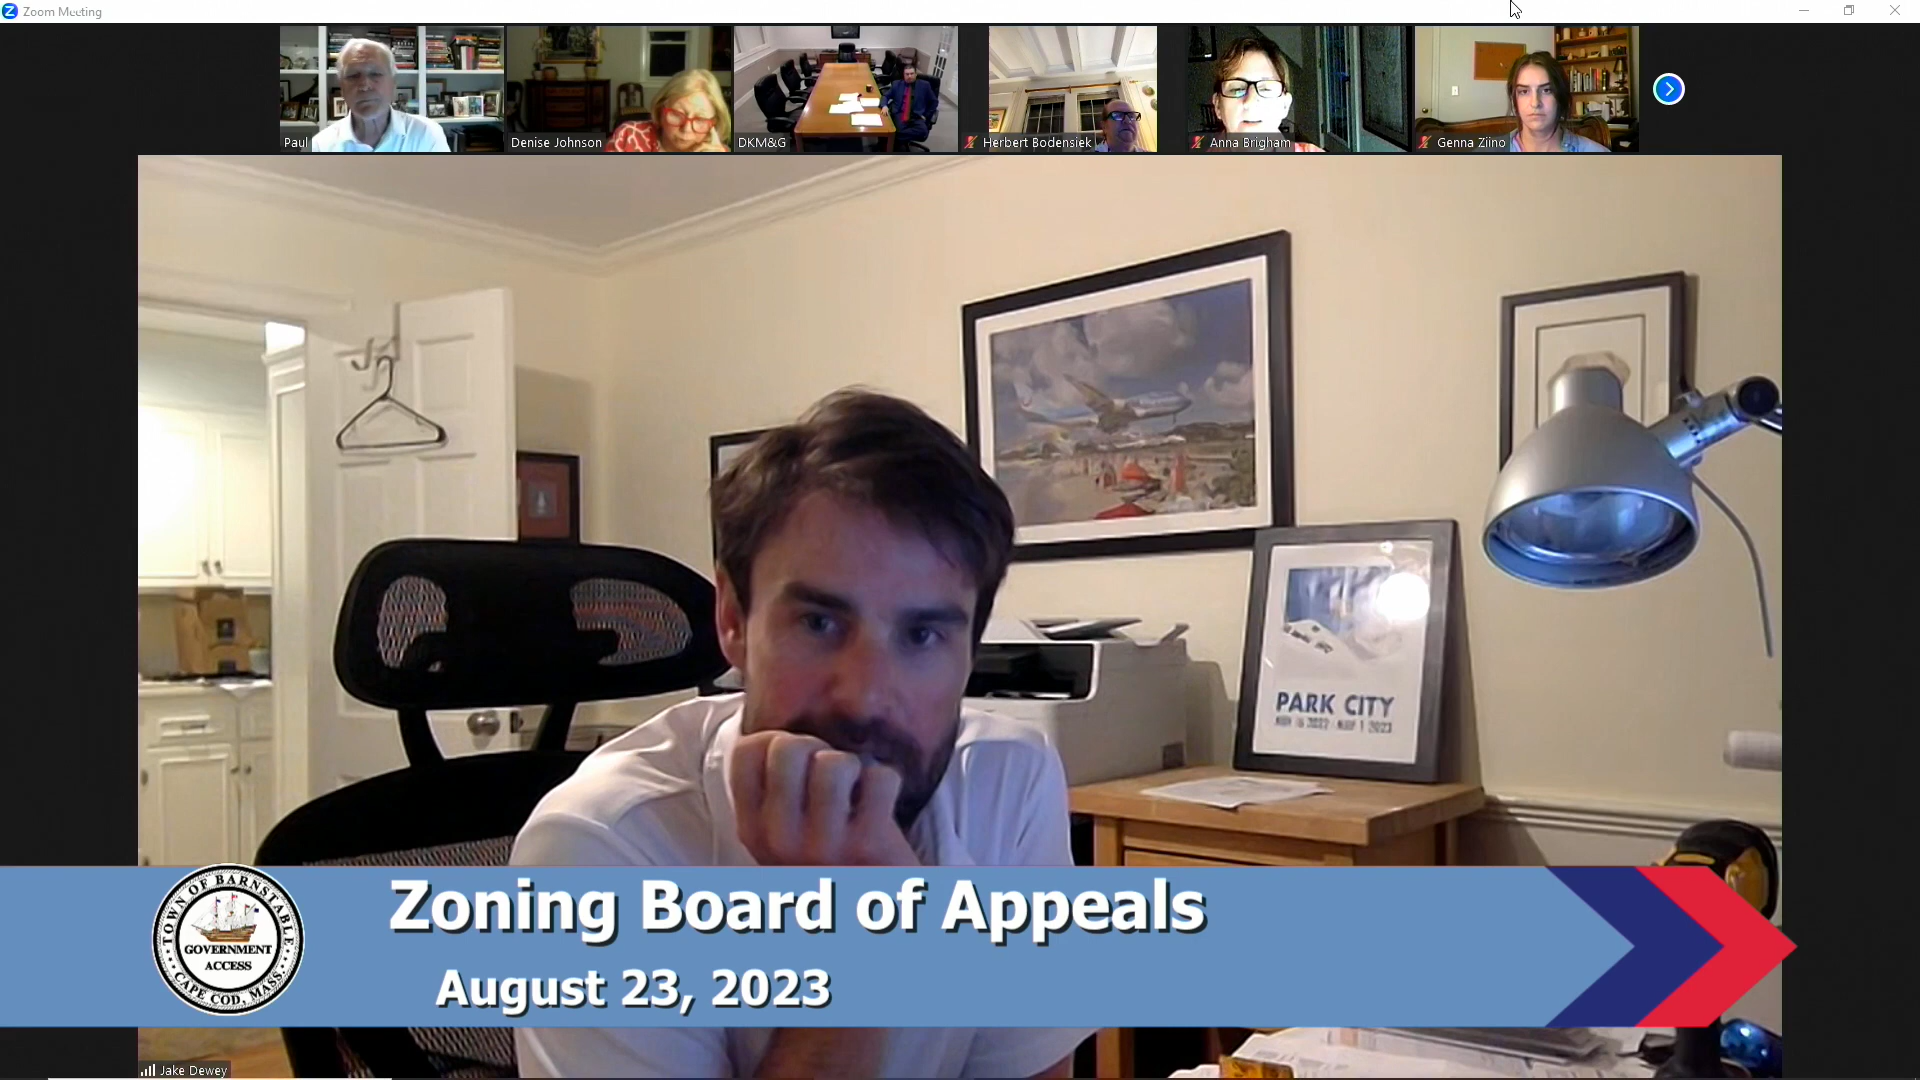 Zoom Meeting
Paul
Denise Johnson
DKM&G
Herbert Bodensiek
Anna Brigham
Genna Ziino
PARK CITY
TOWN OF BARNSTABLE
GOVERNMENT
ACCESS
CAPE COD, MASS.
Zoning Board of Appeals
August 23, 2023
Jake Dewey